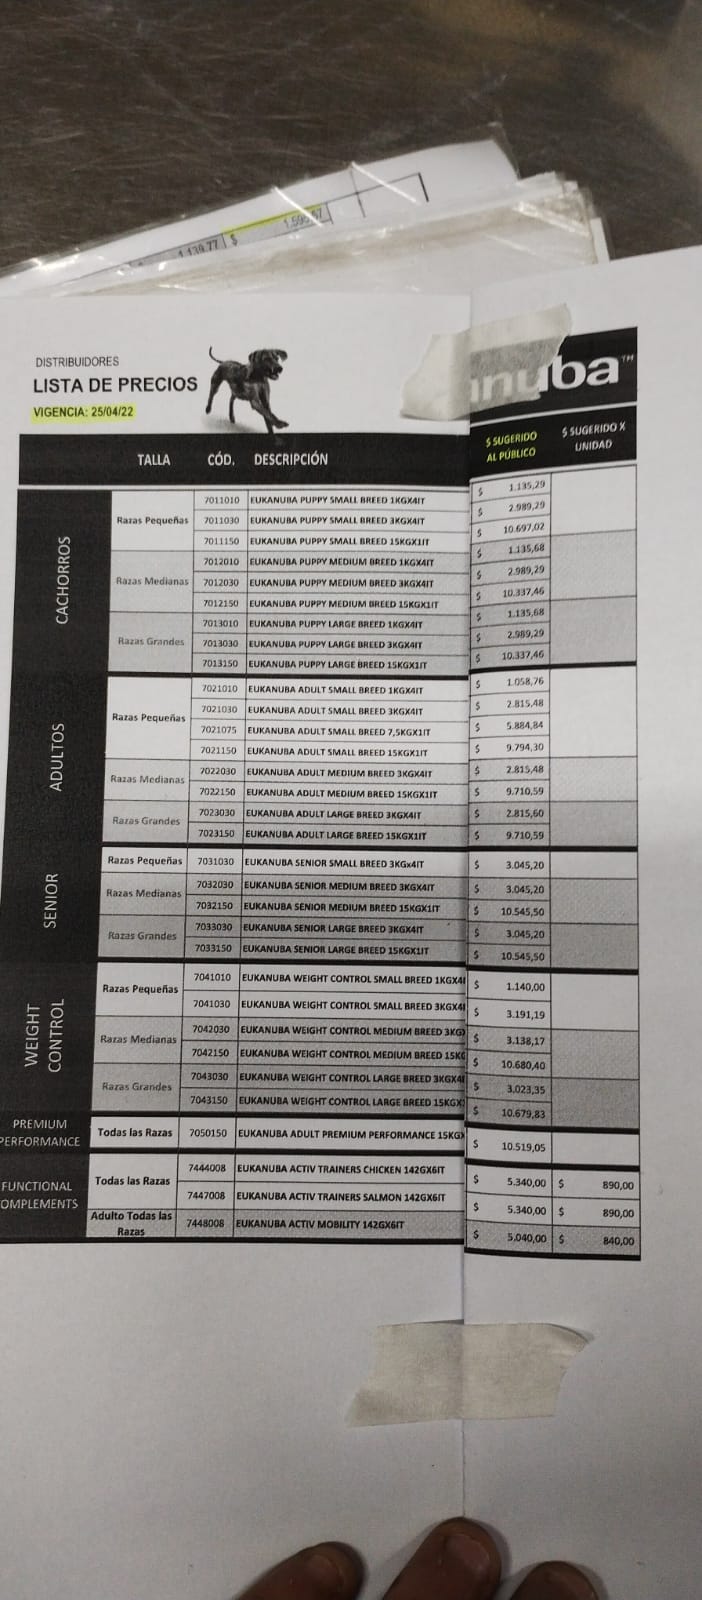 1.139,77 $ 1.595,67
DISTRIBUIDORES
LISTA DE PRECIOS
VIGENCIA: 25/04/22
anuba™
TALLA CÓD. DESCRIPCIÓN $ SUGERIDO AL PÚBLICO $ SUGERIDO X UNIDAD
CACHORROS
Razas Pequeñas
7011010 EUKANUBA PUPPY SMALL BREED 1KGX4IT $ 1.135,29
7011030 EUKANUBA PUPPY SMALL BREED 3KGX4IT $ 2.989,29
7011150 EUKANUBA PUPPY SMALL BREED 15KGX1IT $ 10.697,02
Razas Medianas
7012010 EUKANUBA PUPPY MEDIUM BREED 1KGX4IT $ 1.135,68
7012030 EUKANUBA PUPPY MEDIUM BREED 3KGX4IT $ 2.989,29
7012150 EUKANUBA PUPPY MEDIUM BREED 15KGX1IT $ 10.337,46
Razas Grandes
7013010 EUKANUBA PUPPY LARGE BREED 1KGX4IT $ 1.135,68
7013030 EUKANUBA PUPPY LARGE BREED 3KGX4IT $ 2.989,29
7013150 EUKANUBA PUPPY LARGE BREED 15KGX1IT $ 10.337,46
ADULTOS
Razas Pequeñas
7021010 EUKANUBA ADULT SMALL BREED 1KGX4IT $ 1.058,76
7021030 EUKANUBA ADULT SMALL BREED 3KGX4IT $ 2.815,48
7021075 EUKANUBA ADULT SMALL BREED 7,5KGX1IT $ 5.884,84
7021150 EUKANUBA ADULT SMALL BREED 15KGX1IT $ 9.794,30
Razas Medianas
7022030 EUKANUBA ADULT MEDIUM BREED 3KGX4IT $ 2.815,48
7022150 EUKANUBA ADULT MEDIUM BREED 15KGX1IT $ 9.710,59
Razas Grandes
7023030 EUKANUBA ADULT LARGE BREED 3KGX4IT $ 2.815,60
7023150 EUKANUBA ADULT LARGE BREED 15KGX1IT $ 9.710,59
SENIOR
Razas Pequeñas 7031030 EUKANUBA SENIOR SMALL BREED 3KGx4IT $ 3.045,20
Razas Medianas
7032030 EUKANUBA SENIOR MEDIUM BREED 3KGX4IT $ 3.045,20
7032150 EUKANUBA SENIOR MEDIUM BREED 15KGX1IT $ 10.545,50
Razas Grandes
7033030 EUKANUBA SENIOR LARGE BREED 3KGX4IT $ 3.045,20
7033150 EUKANUBA SENIOR LARGE BREED 15KGX1IT $ 10.545,50
WEIGHT CONTROL
Razas Pequeñas
7041010 EUKANUBA WEIGHT CONTROL SMALL BREED 1KGX4I $ 1.140,00
7041030 EUKANUBA WEIGHT CONTROL SMALL BREED 3KGX4I $ 3.191,19
Razas Medianas
7042030 EUKANUBA WEIGHT CONTROL MEDIUM BREED 3KG $ 3.138,17
7042150 EUKANUBA WEIGHT CONTROL MEDIUM BREED 15KG $ 10.680,40
Razas Grandes
7043030 EUKANUBA WEIGHT CONTROL LARGE BREED 3KGX4I $ 3.023,35
7043150 EUKANUBA WEIGHT CONTROL LARGE BREED 15KGX $ 10.679,83
PREMIUM
PERFORMANCE
Todas las Razas 7050150 EUKANUBA ADULT PREMIUM PERFORMANCE 15KGX $ 10.519,05
FUNCTIONAL
OMPLEMENTS
Todas las Razas
7444008 EUKANUBA ACTIV TRAINERS CHICKEN 142GX6IT $ 5.340,00 $ 890,00
7447008 EUKANUBA ACTIV TRAINERS SALMON 142GX6IT $ 5.340,00 $ 890,00
Adulto Todas las Razas 7448008 EUKANUBA ACTIV MOBILITY 142GX6IT $ 5.040,00 $ 840,00